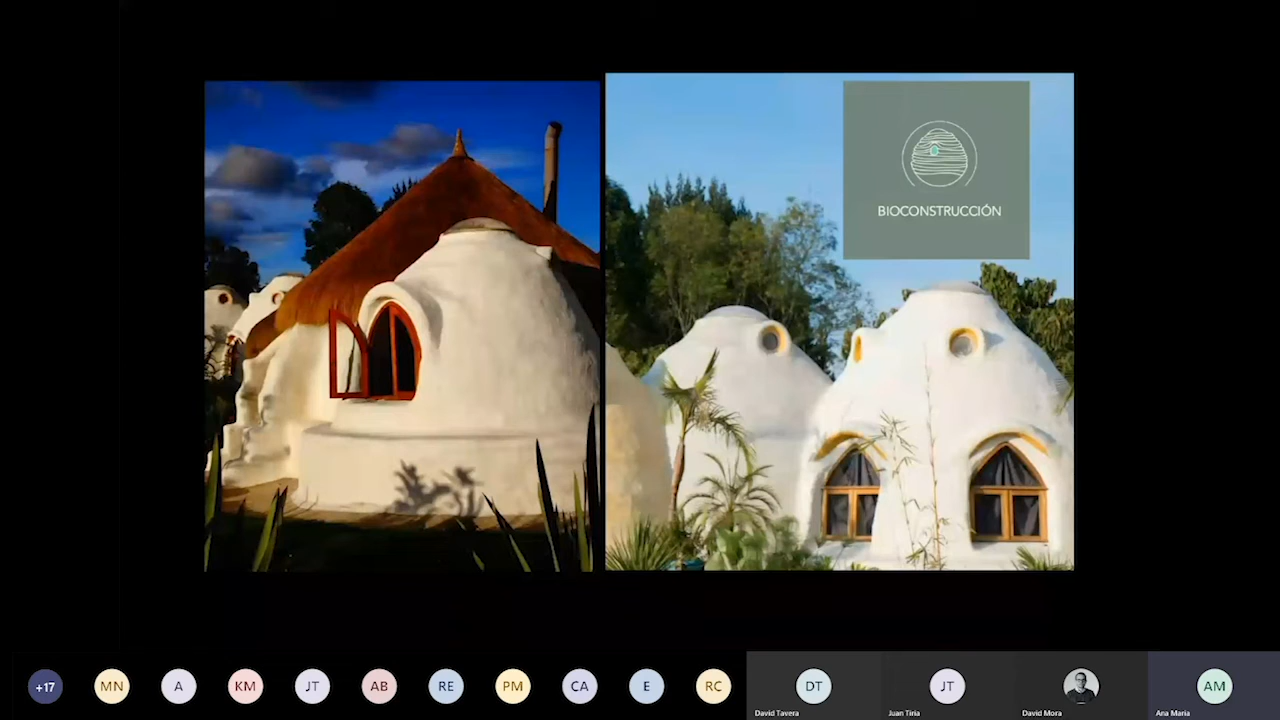 BIOCONSTRUCCIÓN
+17
MN
A
KM
JT
AB
RE
PM
CA
E
RC
DT
David Tavera
JT
Juan Tiria
David Mora
AM
Ana Maria